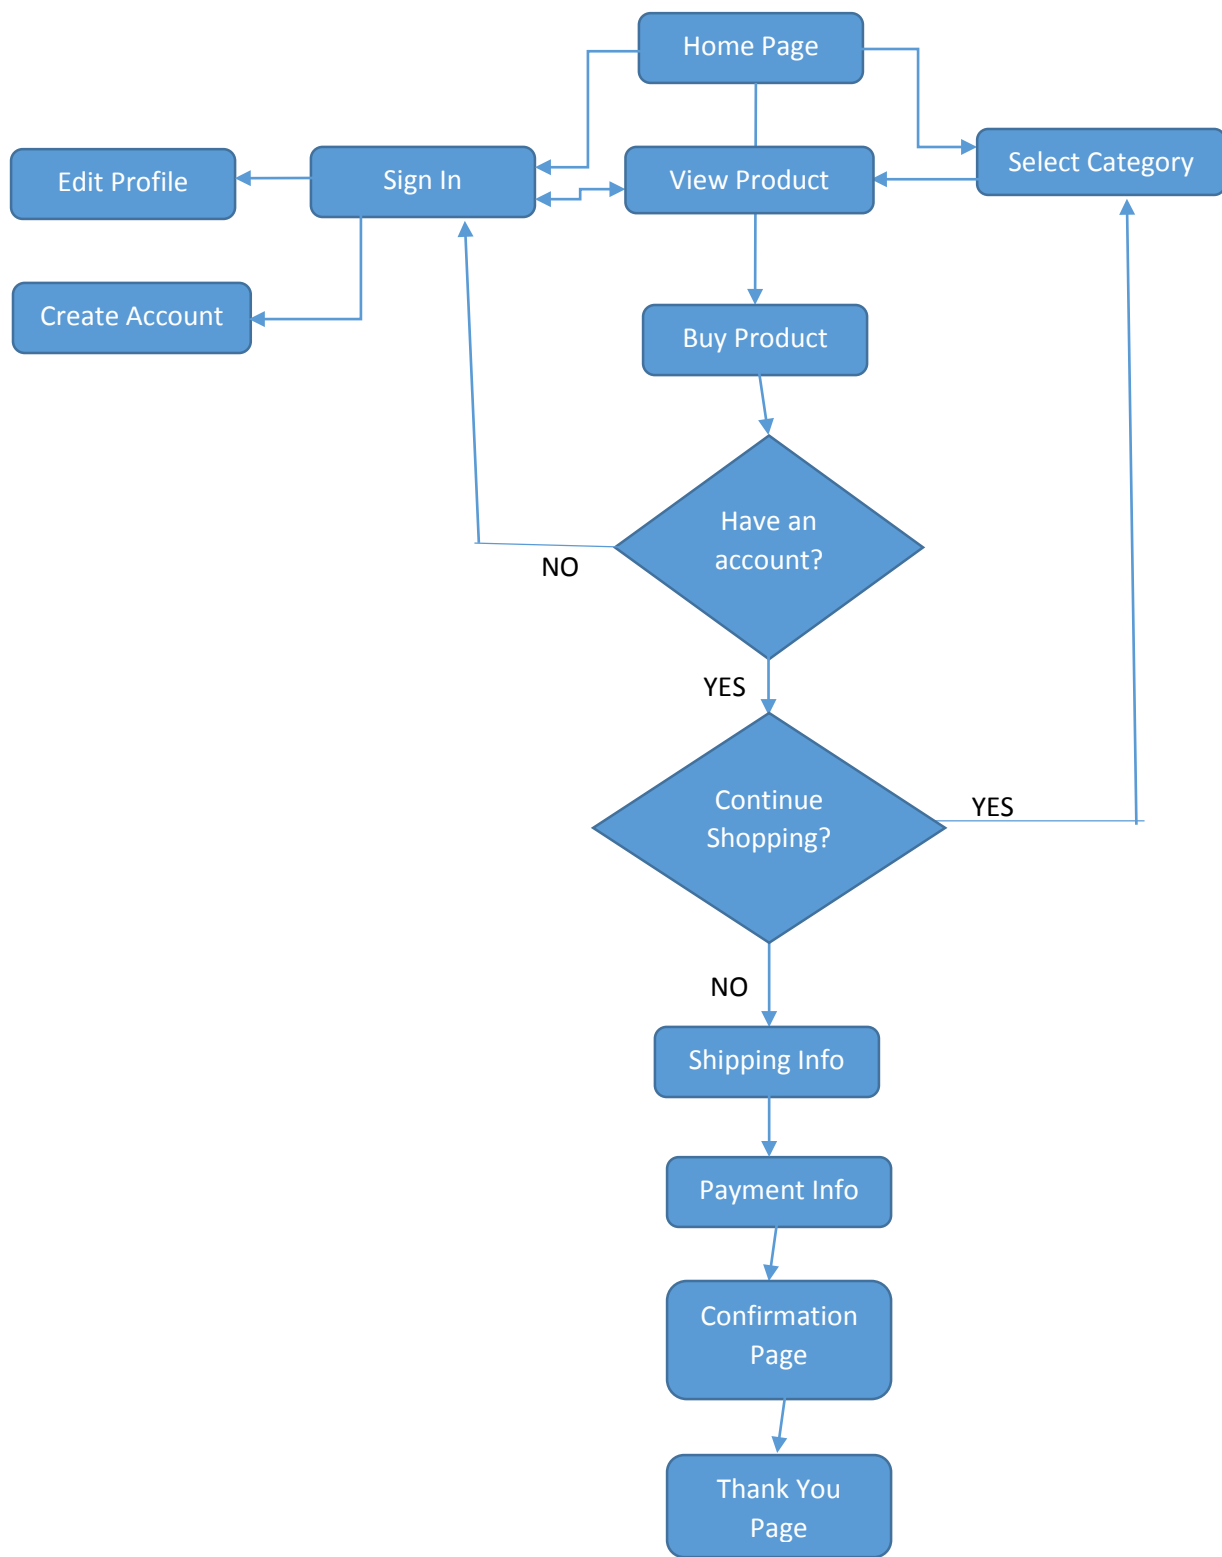 Home Page
Select Category
Edit Profile
Sign In
View Product
Create Account
Buy Product
Have an
account?
NO
YES
Continue
Shopping?
YES
NO
Shipping Info
Payment Info
Confirmation
Page
Thank You
Page